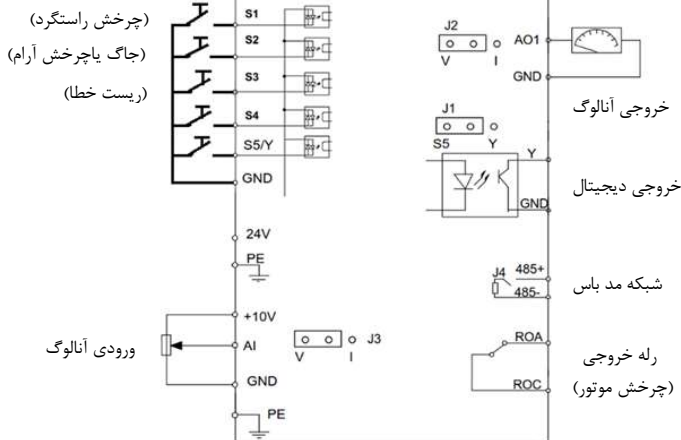 (چرخش راستگرد)
(جاگ یاچرخش آرام)
(ریست خطا)
S1
S2
S3
S4
S5/Y
GND
24V
PE
+10V
AI
GND
PE
ورودی آنالوگ
J3
V I
J2
V I
AO1
GND
خروجی آنالوگ
J1
S5 Y
Y
GND
خروجی دیجیتال
J4
485+
485-
شبکه مد باس
ROA
ROC
رله خروجی
(چرخش موتور)